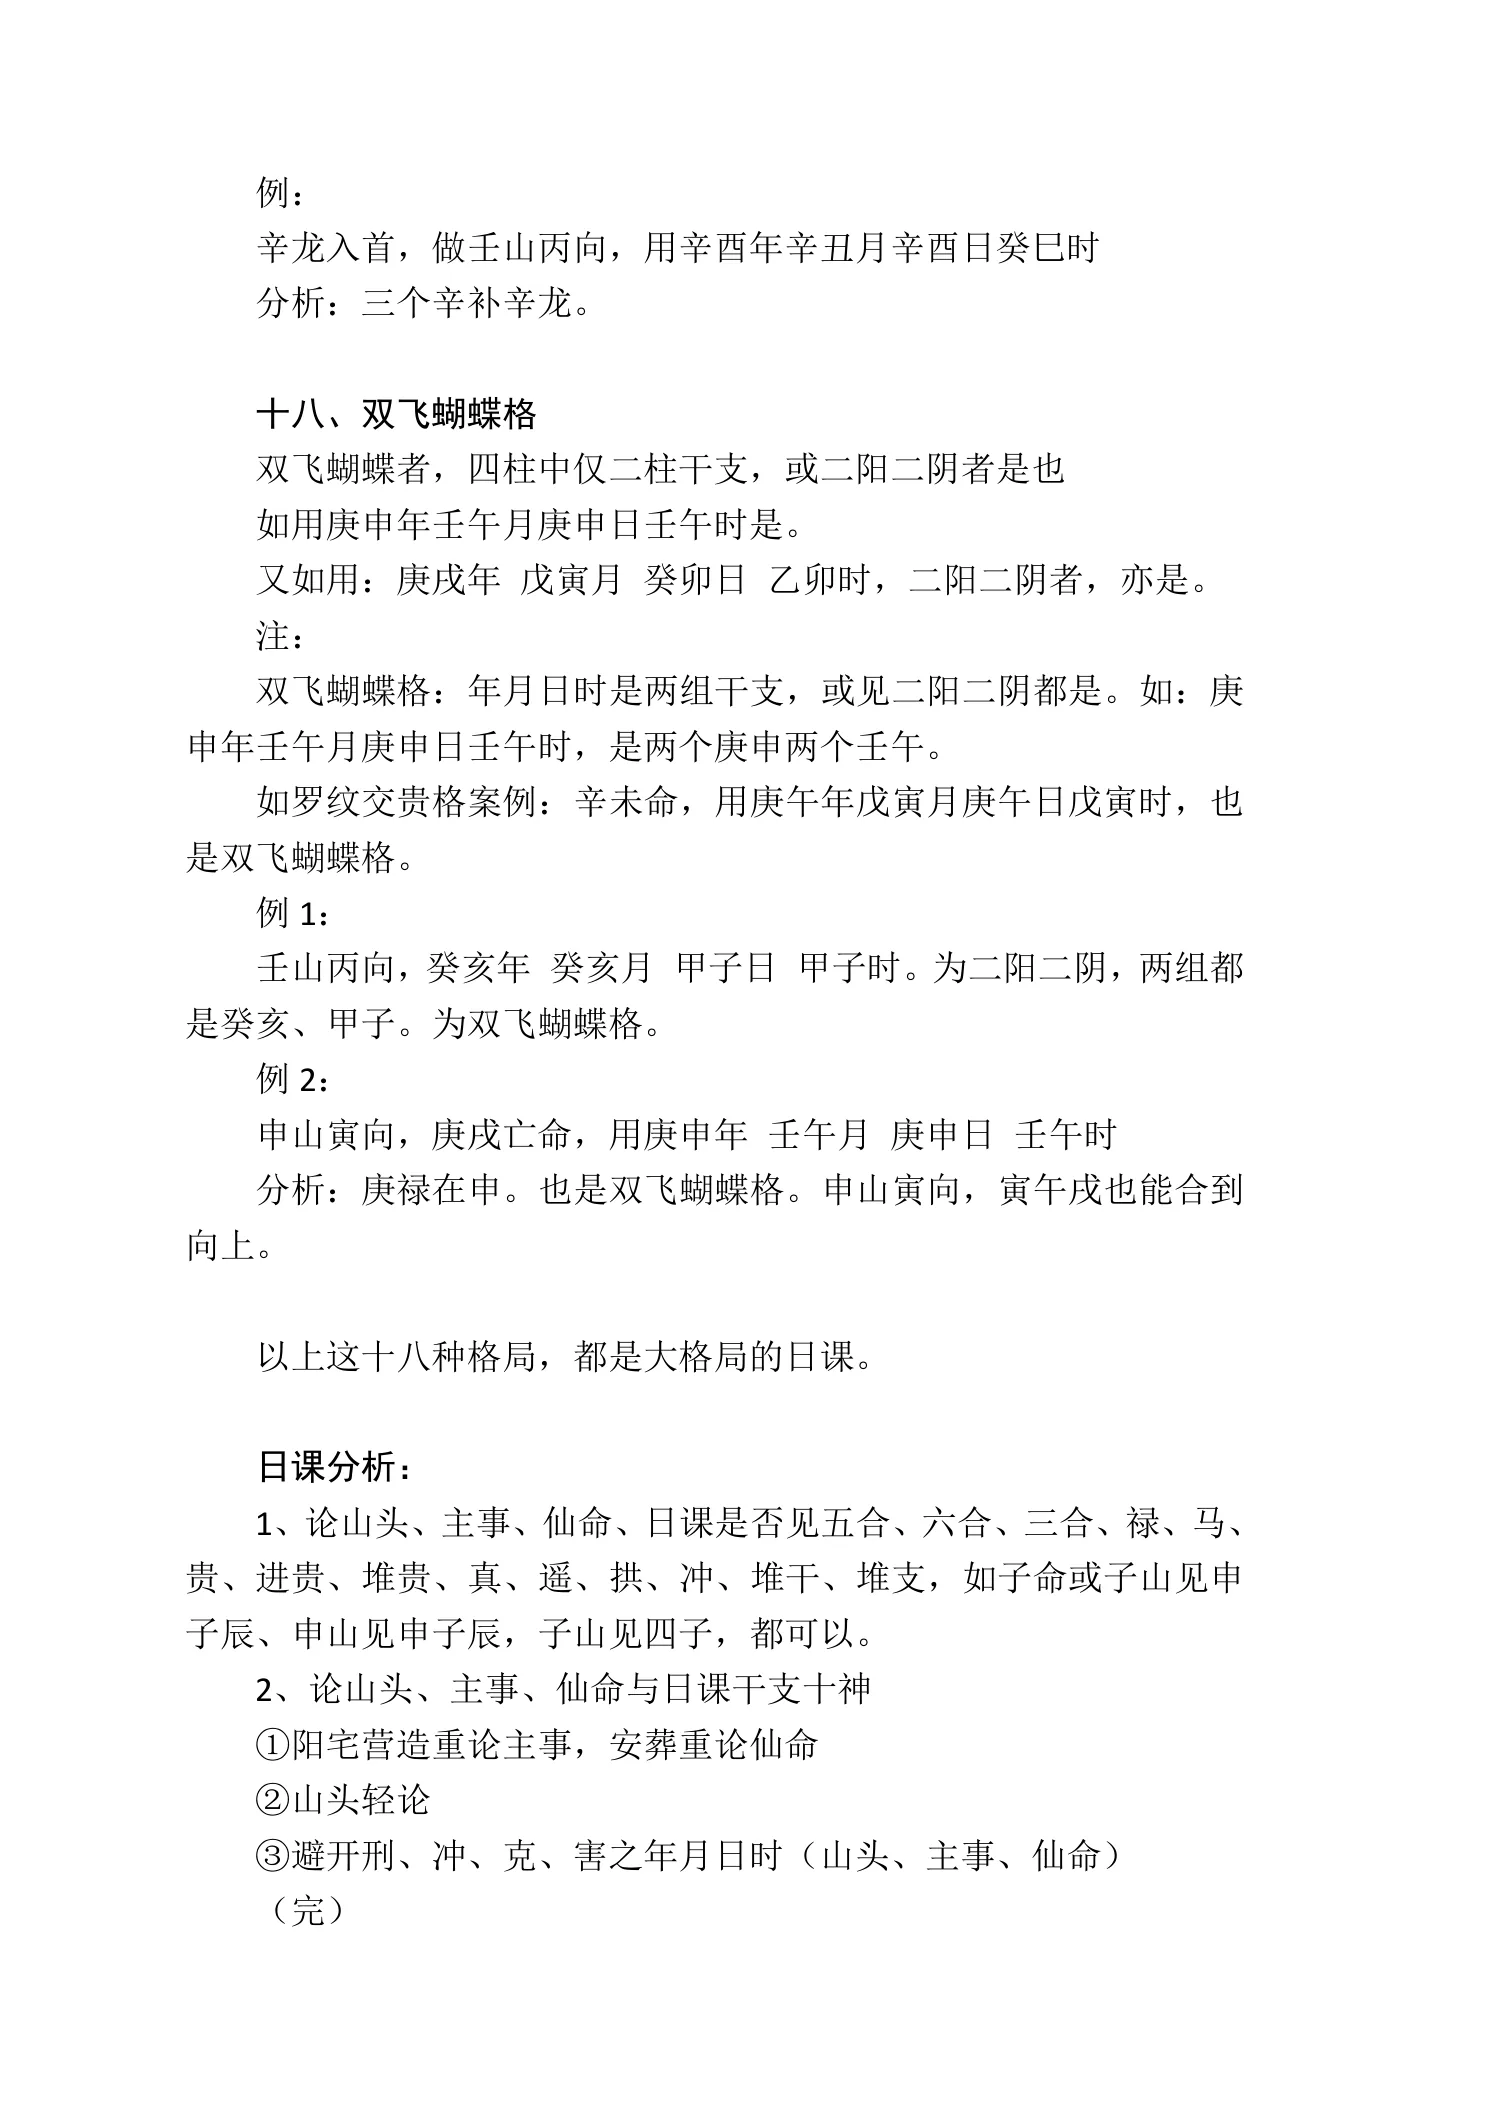 例：
辛龙入首，做壬山丙向，用辛酉年辛丑月辛酉日癸巳时
分析：三个辛补辛龙。
十八、双飞蝴蝶格
双飞蝴蝶者，四柱中仅二柱干支，或二阳二阴者是也
如用庚申年壬午月庚申日壬午时是。
又如用：庚戌年 戊寅月 癸卯日 乙卯时，二阳二阴者，亦是。
注：
双飞蝴蝶格：年月日时是两组干支，或见二阳二阴都是。如：庚
申年壬午月庚申日壬午时，是两个庚申两个壬午。
如罗纹交贵格案例：辛未命，用庚午年戊寅月庚午日戊寅时，也
是双飞蝴蝶格。
例 1：
壬山丙向，癸亥年 癸亥月 甲子日 甲子时。为二阳二阴，两组都
是癸亥、甲子。为双飞蝴蝶格。
例 2：
申山寅向，庚戌亡命，用庚申年 壬午月 庚申日 壬午时
分析：庚禄在申。也是双飞蝴蝶格。申山寅向，寅午戌也能合到
向上。
以上这十八种格局，都是大格局的日课。
日课分析：
1、论山头、主事、仙命、日课是否见五合、六合、三合、禄、马、
贵、进贵、堆贵、真、遥、拱、冲、堆干、堆支，如子命或子山见申
子辰、申山见申子辰，子山见四子，都可以。
2、论山头、主事、仙命与日课干支十神
①阳宅营造重论主事，安葬重论仙命
②山头轻论
③避开刑、冲、克、害之年月日时（山头、主事、仙命）
（完）